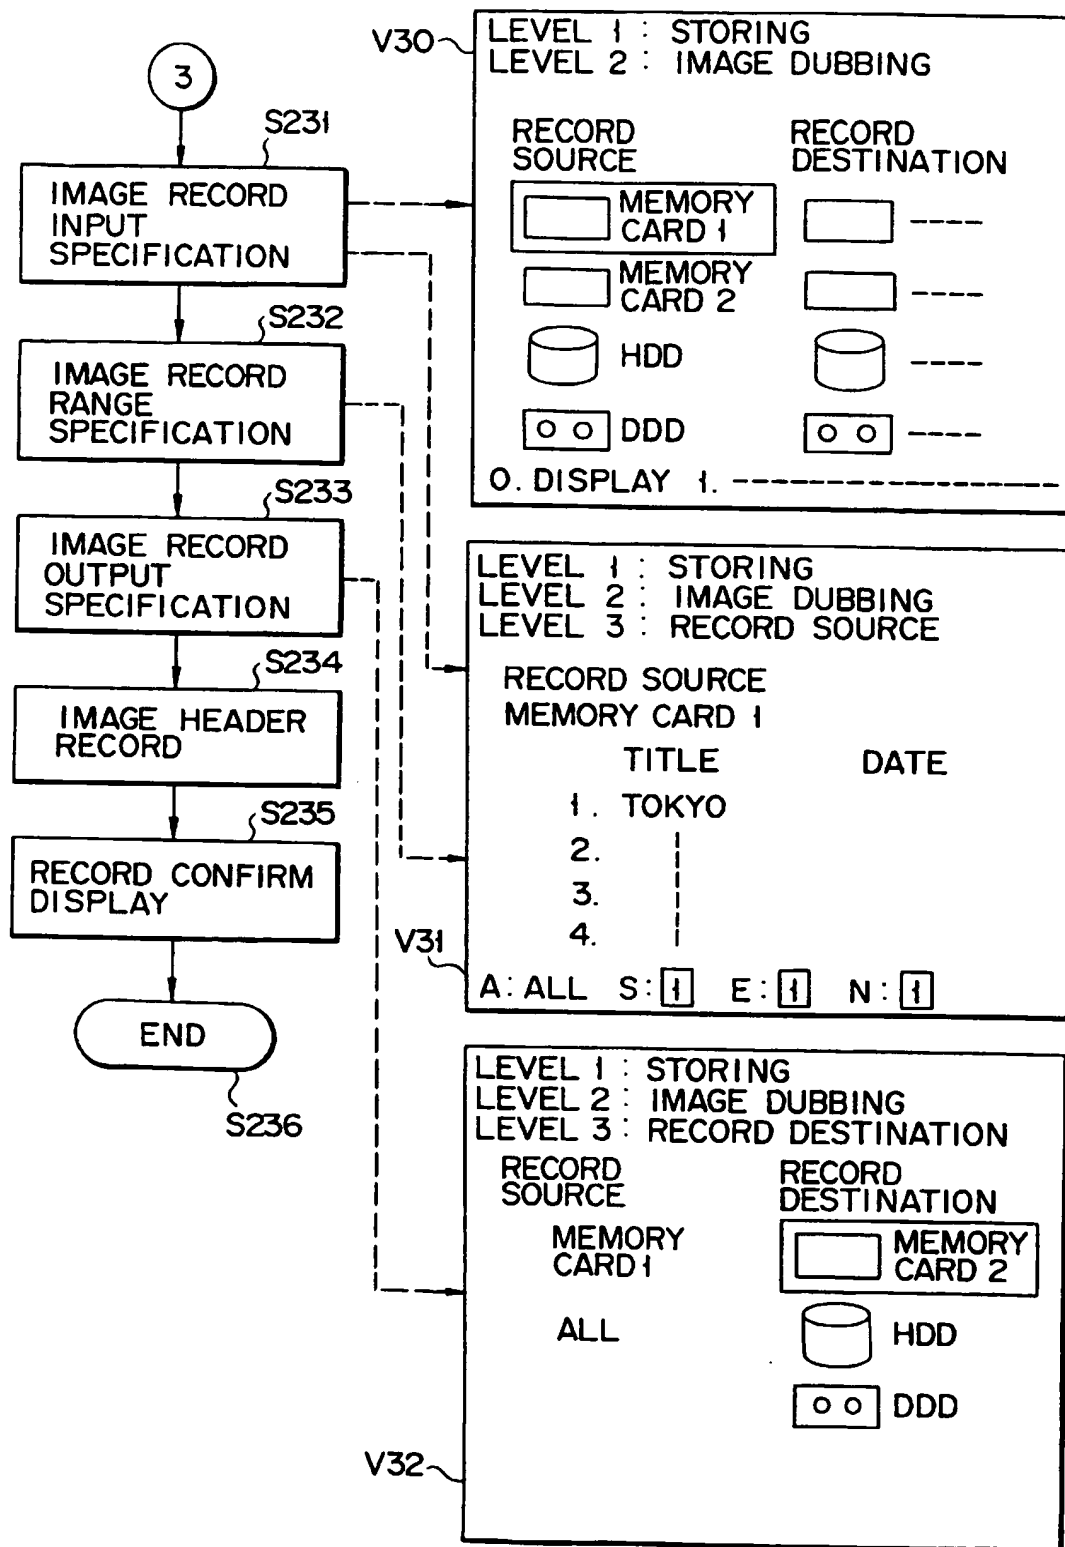 3
S231
IMAGE RECORD
INPUT
SPECIFICATION
S232
IMAGE RECORD
RANGE
SPECIFICATION
S233
IMAGE RECORD
OUTPUT
SPECIFICATION
S234
IMAGE HEADER
RECORD
S235
RECORD CONFIRM
DISPLAY
END
S236
V30
LEVEL 1 : STORING
LEVEL 2 : IMAGE DUBBING
RECORD
SOURCE
RECORD
DESTINATION
MEMORY
CARD 1
MEMORY
CARD 2
HDD
DDD
0. DISPLAY 1.
V31
LEVEL 1 : STORING
LEVEL 2 : IMAGE DUBBING
LEVEL 3 : RECORD SOURCE
RECORD SOURCE
MEMORY CARD 1
TITLE DATE
1. TOKYO
2.
3.
4.
A : ALL S : 1 E : 1 N : 1
V32
LEVEL 1 : STORING
LEVEL 2 : IMAGE DUBBING
LEVEL 3 : RECORD DESTINATION
RECORD
SOURCE
RECORD
DESTINATION
MEMORY
CARD 1
MEMORY
CARD 2
ALL
HDD
DDD